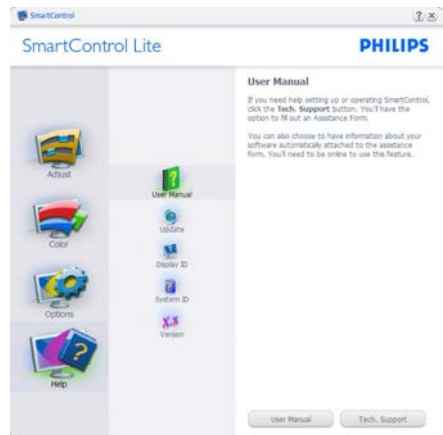 SmartControl
SmartControl Lite
PHILIPS
Adjust
Color
Options
Help
User Manual
Update
Display ID
System ID
Version
User Manual
If you need help setting up or operating SmartControl,
click the Tech. Support button. You'll have the
option to fill out an Assistance Form.
You can also choose to have information about your
software automatically attached to the assistance
form. You'll need to be online to use this feature.
User Manual
Tech. Support